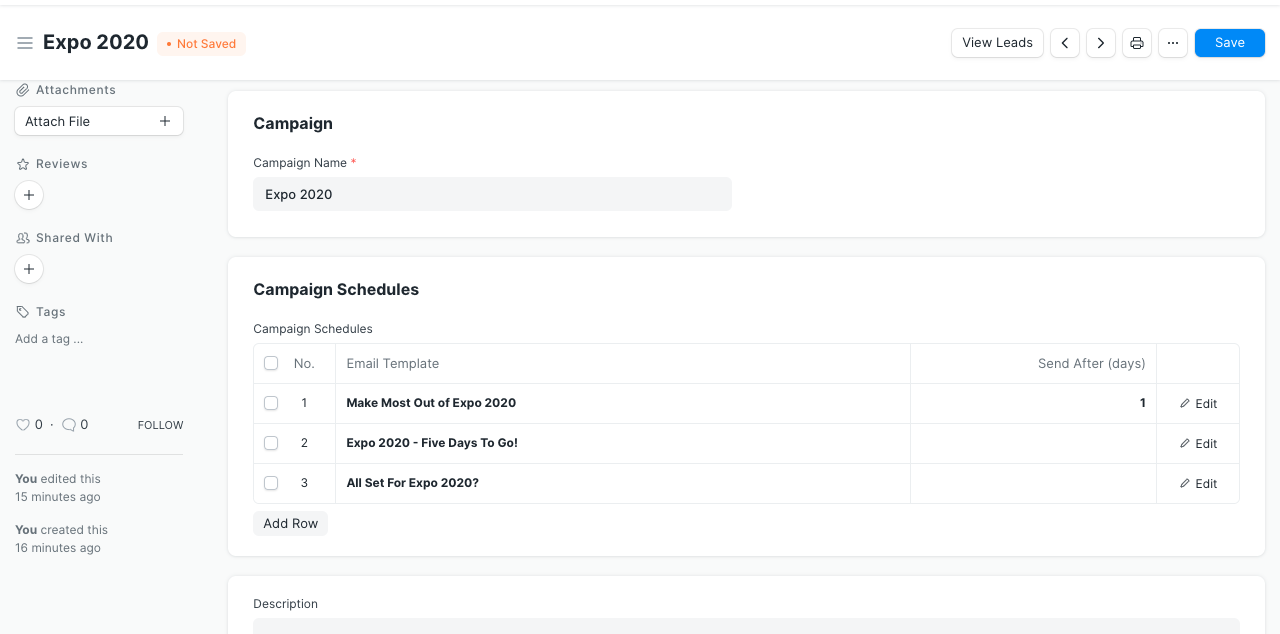 Expo 2020
• Not Saved
View Leads
Save
Attachments
Attach File
Reviews
Shared With
Tags
Add a tag ...
0 · 0 FOLLOW
You edited this
15 minutes ago
You created this
16 minutes ago
Campaign
Campaign Name *
Expo 2020
Campaign Schedules
Campaign Schedules
No. Email Template Send After (days)
1 Make Most Out of Expo 2020 1 Edit
2 Expo 2020 - Five Days To Go! Edit
3 All Set For Expo 2020? Edit
Add Row
Description